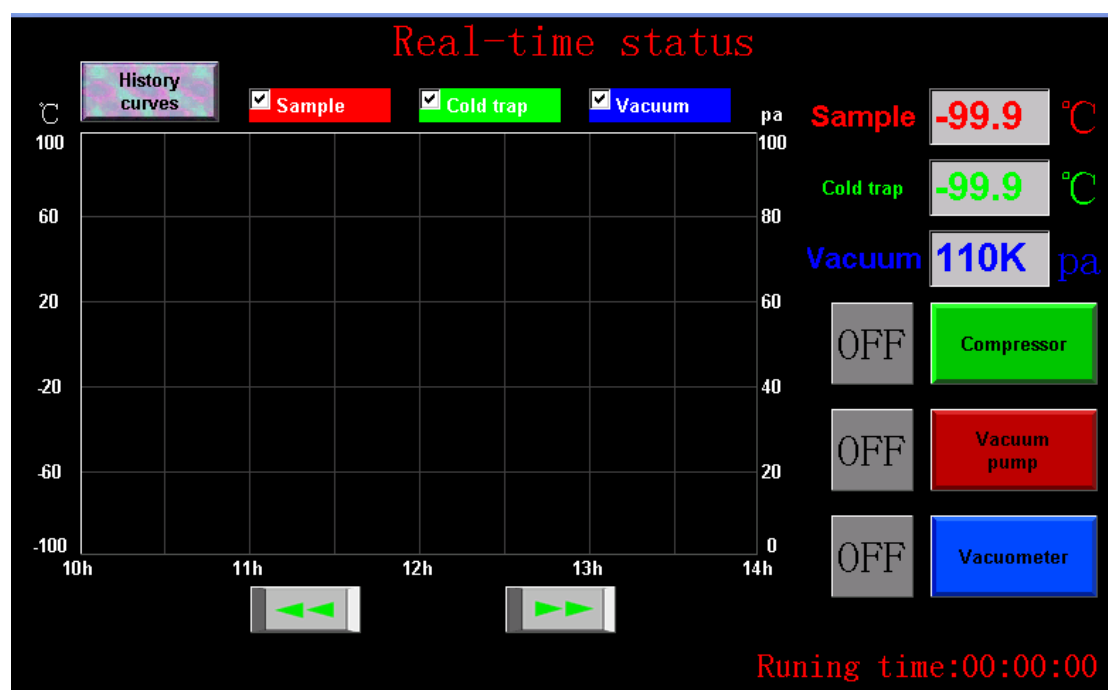 Real-time status
History
curves
℃
Sample
Cold trap
Vacuum
pa
100
60
20
-20
-60
-100
100
80
60
40
20
0
10h
11h
12h
13h
14h
Sample -99.9 ℃
Cold trap -99.9 ℃
Vacuum 110K pa
OFF Compressor
OFF Vacuum
pump
OFF Vacuometer
Runing time:00:00:00